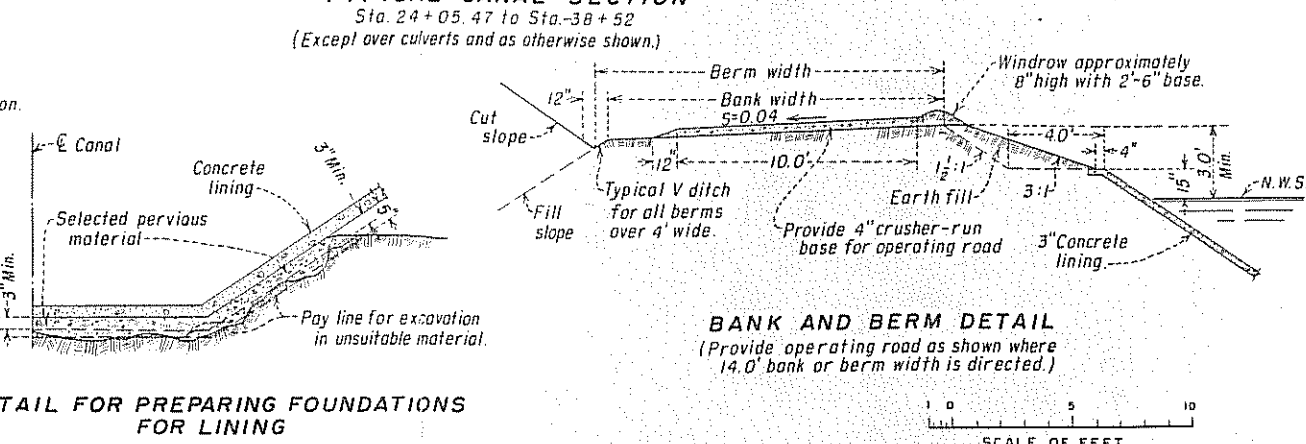 Sta. 24+05.47 to Sta.-38+52
(Except over culverts and as otherwise shown.)
on.
℄ Canal
Concrete
lining
3" Min.
Selected pervious
material
5"
3" Min.
Pay line for excavation
in unsuitable material.
TAIL FOR PREPARING FOUNDATIONS
FOR LINING
Berm width
Windrow approximately
8" high with 2'-6" base.
12"
Bank width
S=0.04
Cut
slope
4.0'
4"
3.0'
Min.
12"
10.0'
1½:1
15"
N.W.S
Typical V ditch
for all berms
over 4' wide.
Earth fill
3:1
Fill
slope
Provide 4" crusher-run
base for operating road
3" Concrete
lining
BANK AND BERM DETAIL
(Provide operating road as shown where
14.0' bank or berm width is directed.)
1 0 5 10
SCALE OF FEET